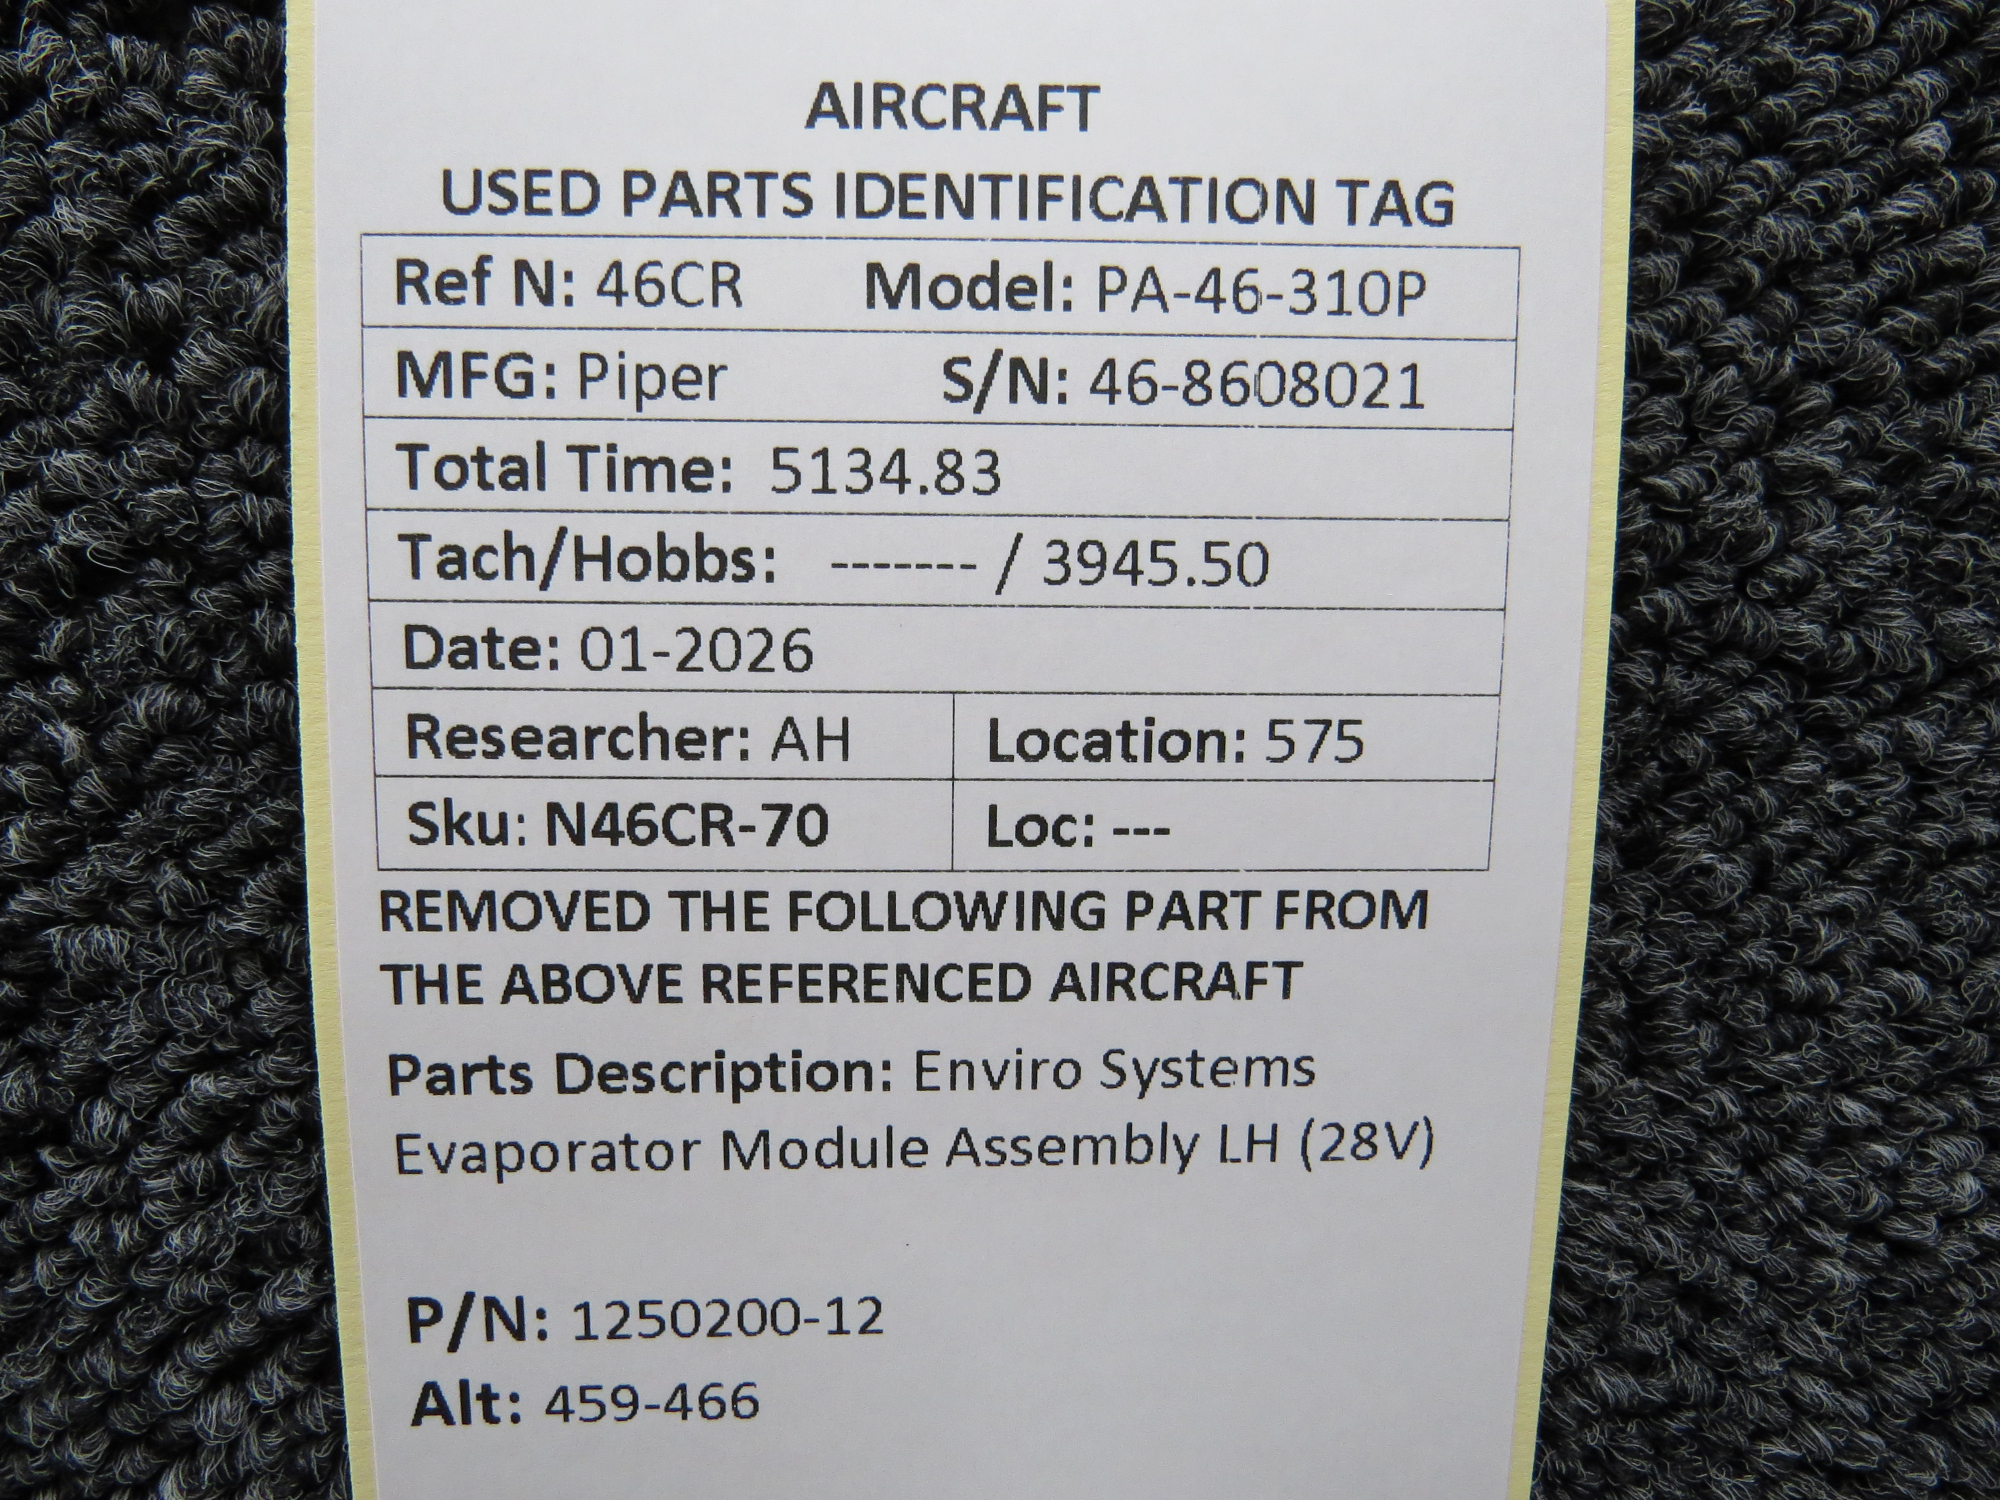 AIRCRAFT
USED PARTS IDENTIFICATION TAG
Ref N: 46CR Model: PA-46-310P
MFG: Piper S/N: 46-8608021
Total Time: 5134.83
Tach/Hobbs: ------- / 3945.50
Date: 01-2026
Researcher: AH Location: 575
Sku: N46CR-70 Loc: ---
REMOVED THE FOLLOWING PART FROM
THE ABOVE REFERENCED AIRCRAFT
Parts Description: Enviro Systems
Evaporator Module Assembly LH (28V)
P/N: 1250200-12
Alt: 459-466